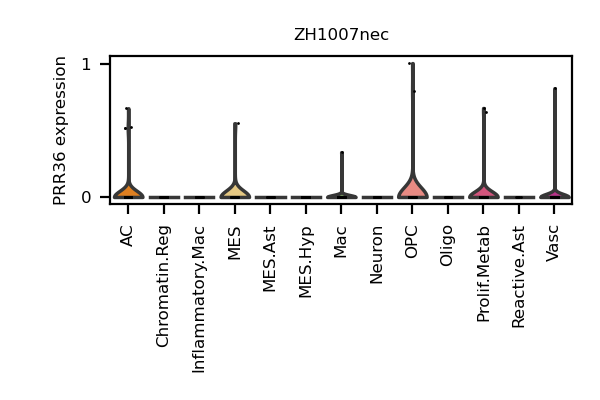 ZH1007nec
PRR36 expression
1
0
AC
Chromatin.Reg
Inflammatory.Mac
MES
MES.Ast
MES.Hyp
Mac
Neuron
OPC
Oligo
Prolif.Metab
Reactive.Ast
Vasc